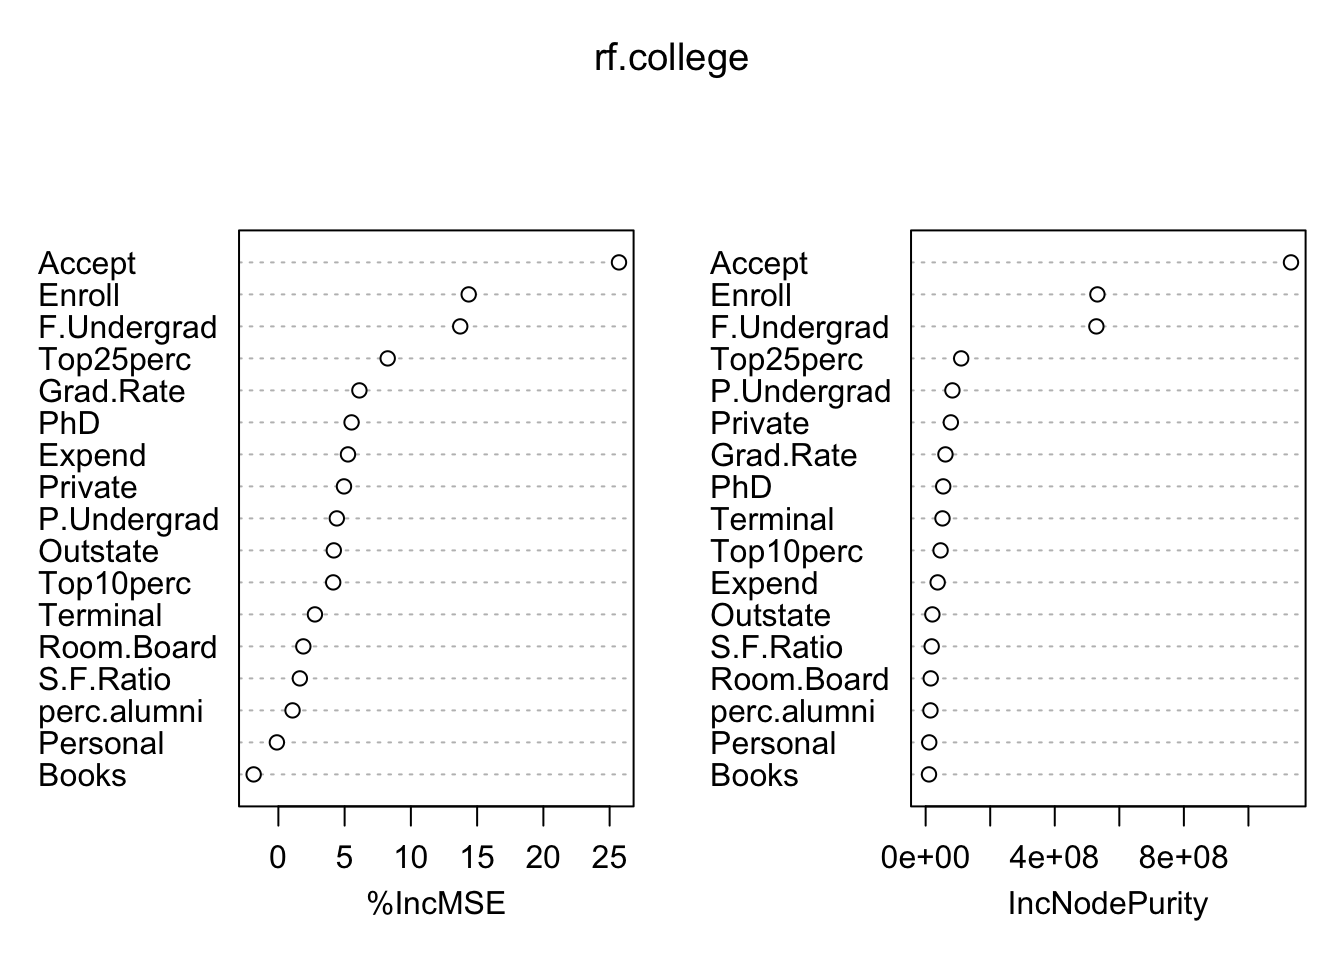 rf.college
Accept
Enroll
F.Undergrad
Top25perc
Grad.Rate
PhD
Expend
Private
P.Undergrad
Outstate
Top10perc
Terminal
Room.Board
S.F.Ratio
perc.alumni
Personal
Books
0 5 10 15 20 25
%IncMSE
Accept
Enroll
F.Undergrad
Top25perc
P.Undergrad
Private
Grad.Rate
PhD
Terminal
Top10perc
Expend
Outstate
S.F.Ratio
Room.Board
perc.alumni
Personal
Books
0e+00 4e+08 8e+08
IncNodePurity